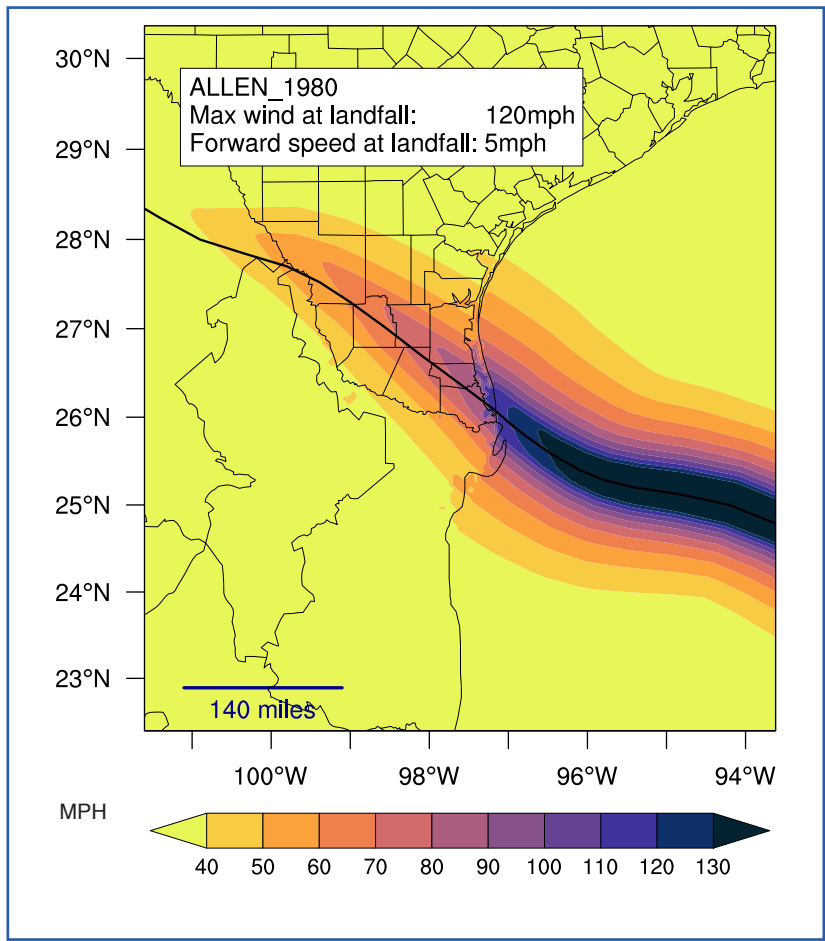 30°N
ALLEN_1980
Max wind at landfall: 120mph
Forward speed at landfall: 5mph
29°N
28°N
27°N
26°N
25°N
24°N
23°N
140 miles
100°W 98°W 96°W 94°W
MPH
40 50 60 70 80 90 100 110 120 130